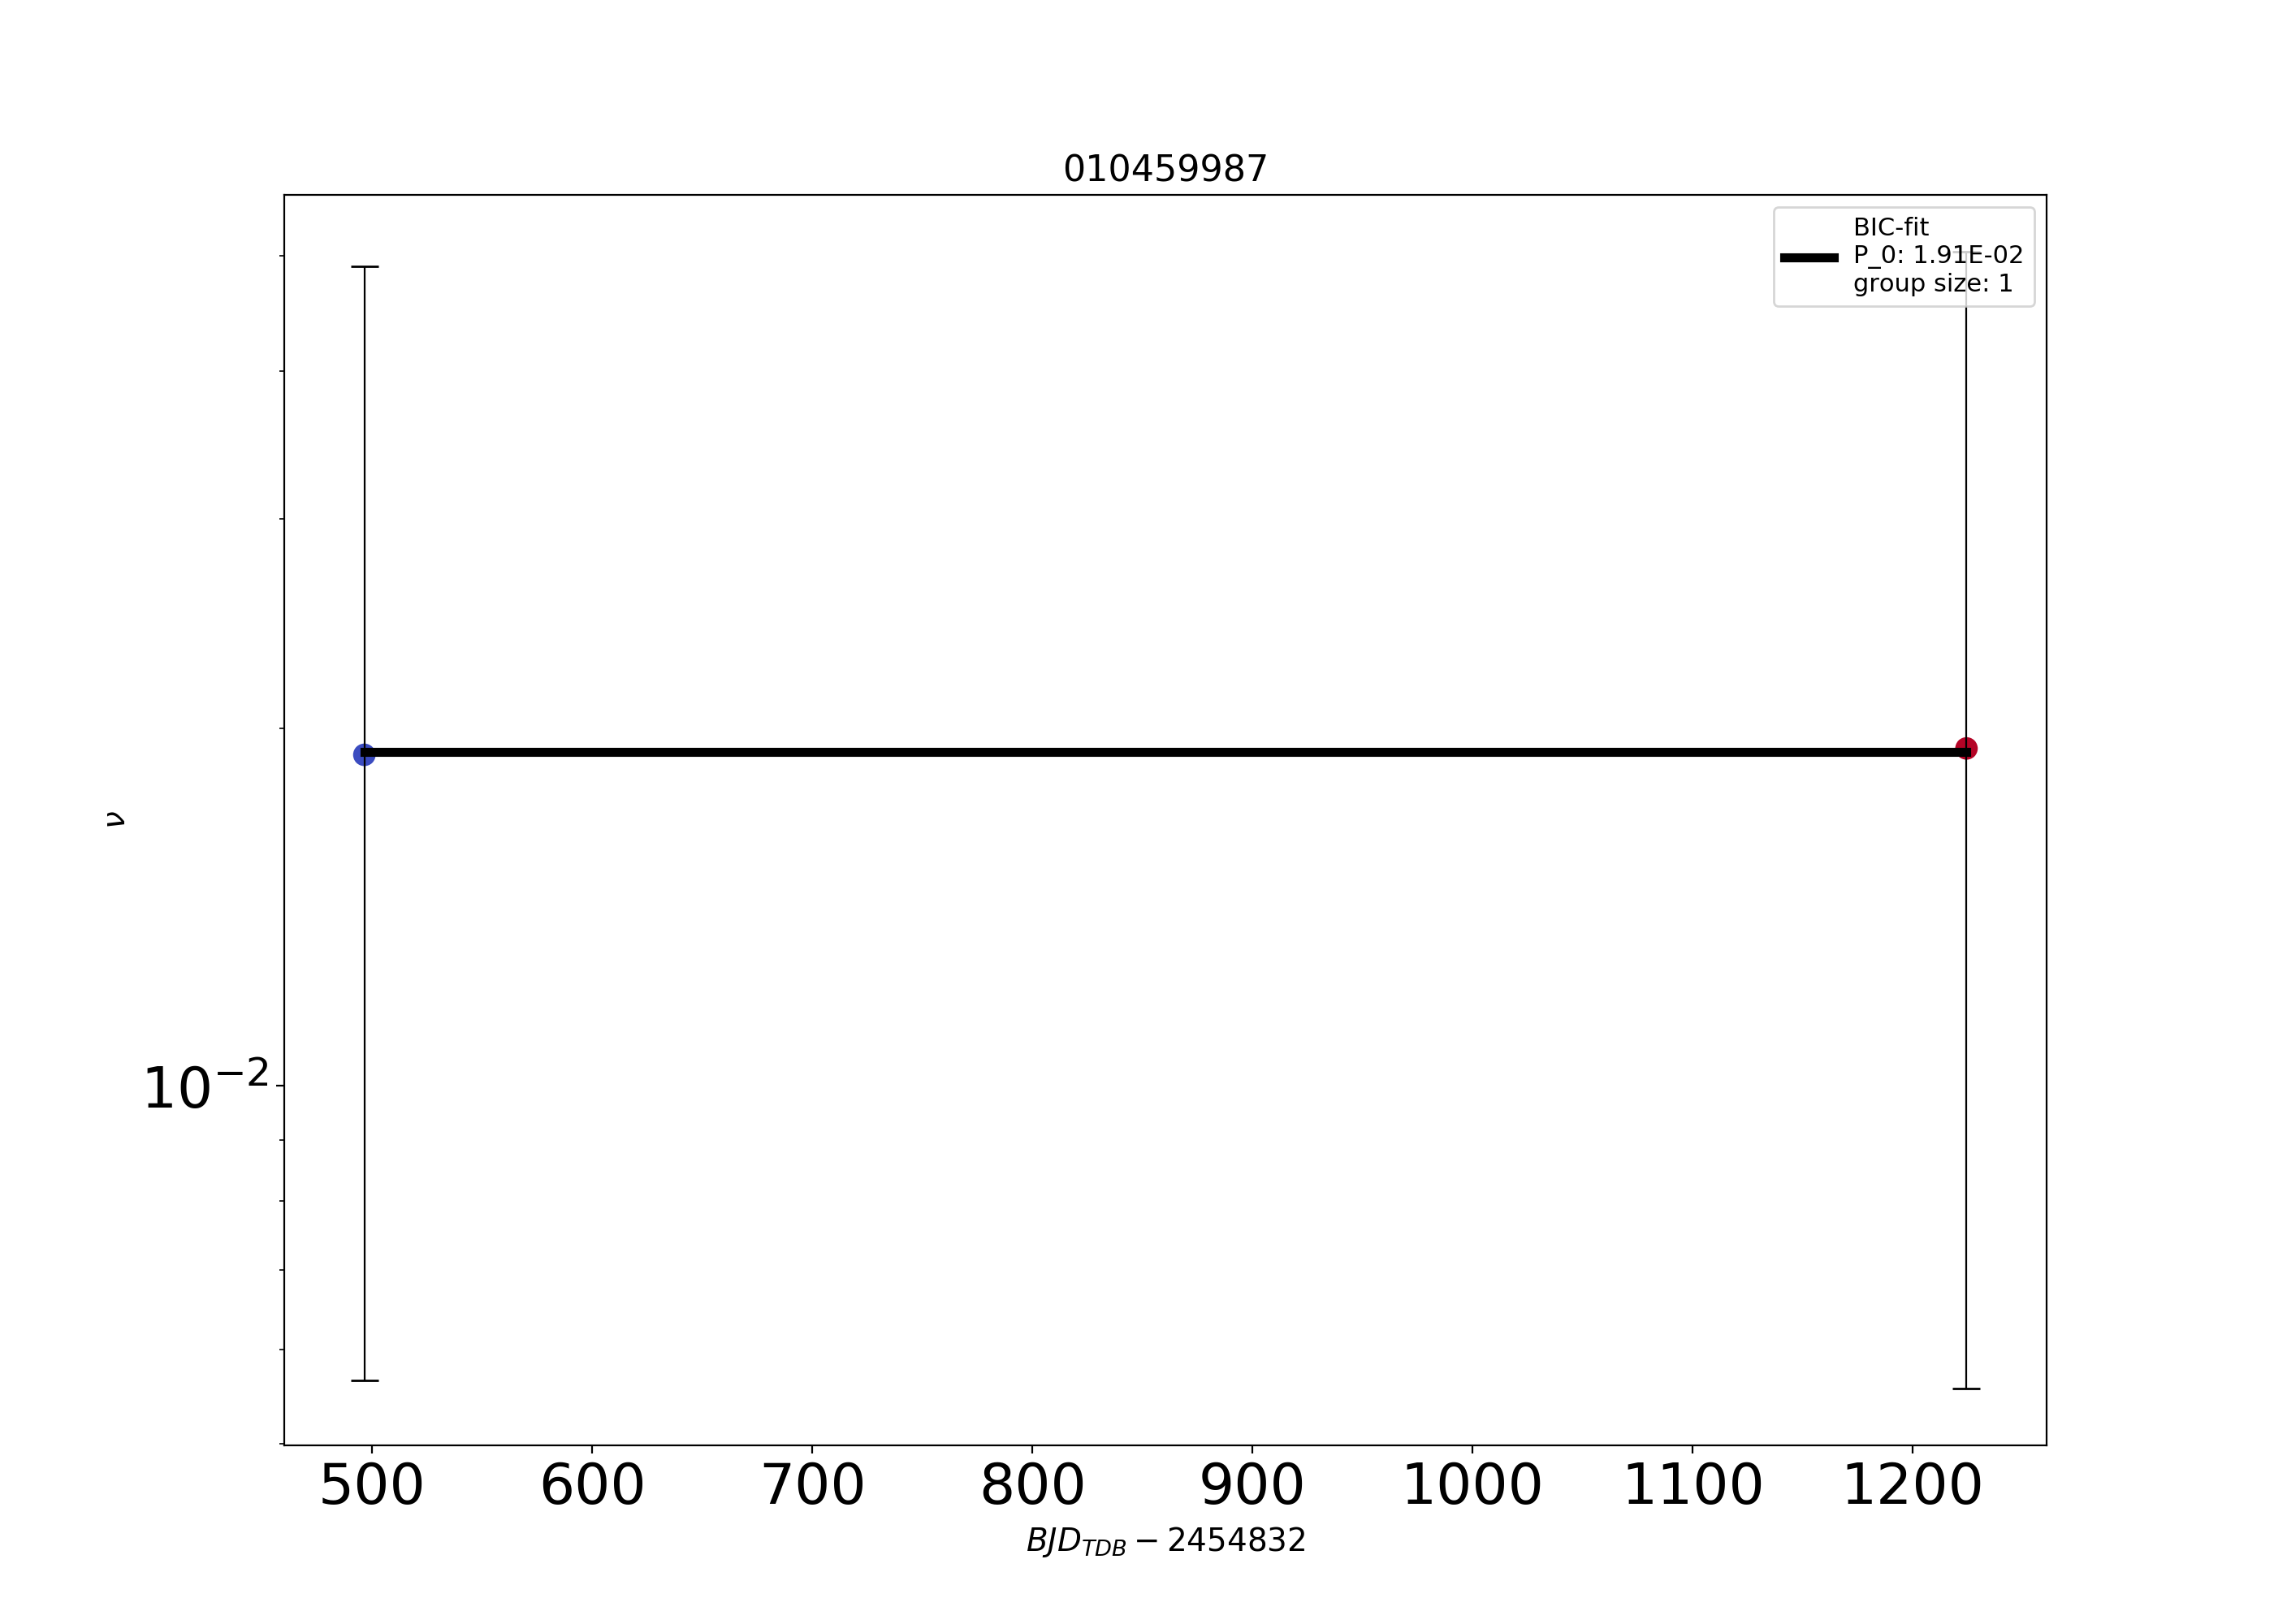 010459987
BIC-fit
P_0: 1.91E-02
group size: 1
ν
10⁻²
500 600 700 800 900 1000 1100 1200
BJD_TDB − 2454832